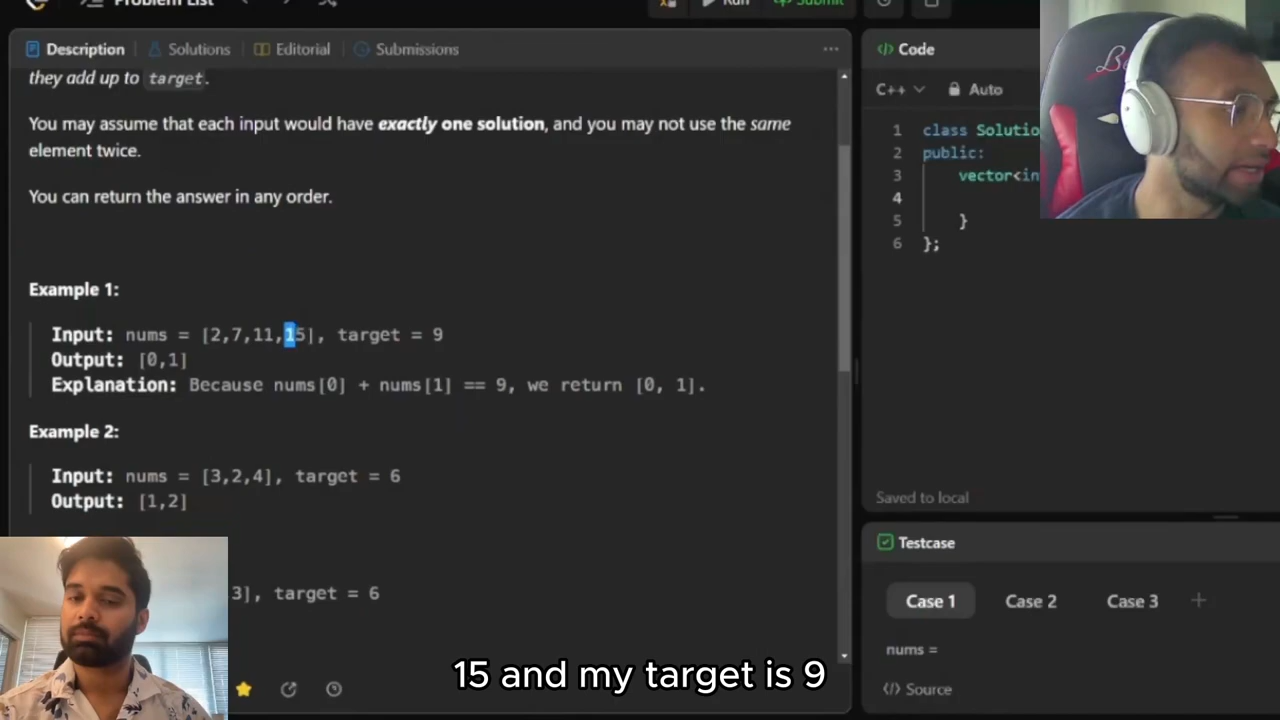 Problem List
Run
Submit
Description
Solutions
Editorial
Submissions
they add up to target.
You may assume that each input would have exactly one solution, and you may not use the same
element twice.
You can return the answer in any order.
Example 1:
Input: nums = [2,7,11,15], target = 9
Output: [0,1]
Explanation: Because nums[0] + nums[1] == 9, we return [0, 1].
Example 2:
Input: nums = [3,2,4], target = 6
Output: [1,2]
3], target = 6
</> Code
C++
Auto
1 class Solutio
2 public:
3 vector<in
4
5 }
6 };
Saved to local
Testcase
Case 1
Case 2
Case 3
+
nums =
</> Source
15 and my target is 9